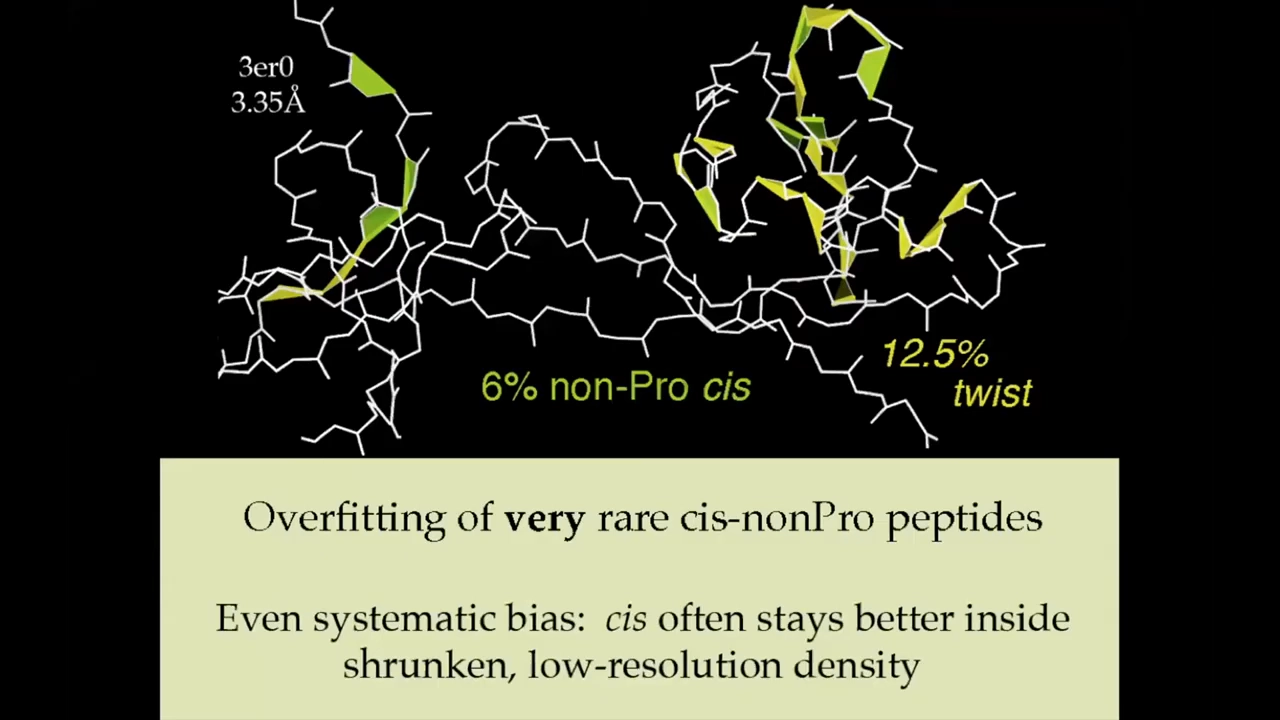 3er0
3.35Å
12.5%
twist
6% non-Pro cis
Overfitting of very rare cis-nonPro peptides
Even systematic bias: cis often stays better inside
shrunken, low-resolution density